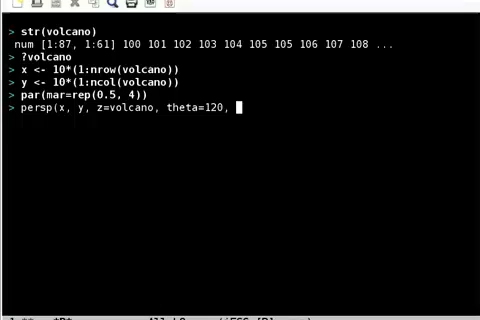 > str(volcano)
num [1:87, 1:61] 100 101 102 103 104 105 105 106 107 108 ...
> ?volcano
> x <- 10*(1:nrow(volcano))
> y <- 10*(1:ncol(volcano))
> par(mar=rep(0.5, 4))
> persp(x, y, z=volcano, theta=120,